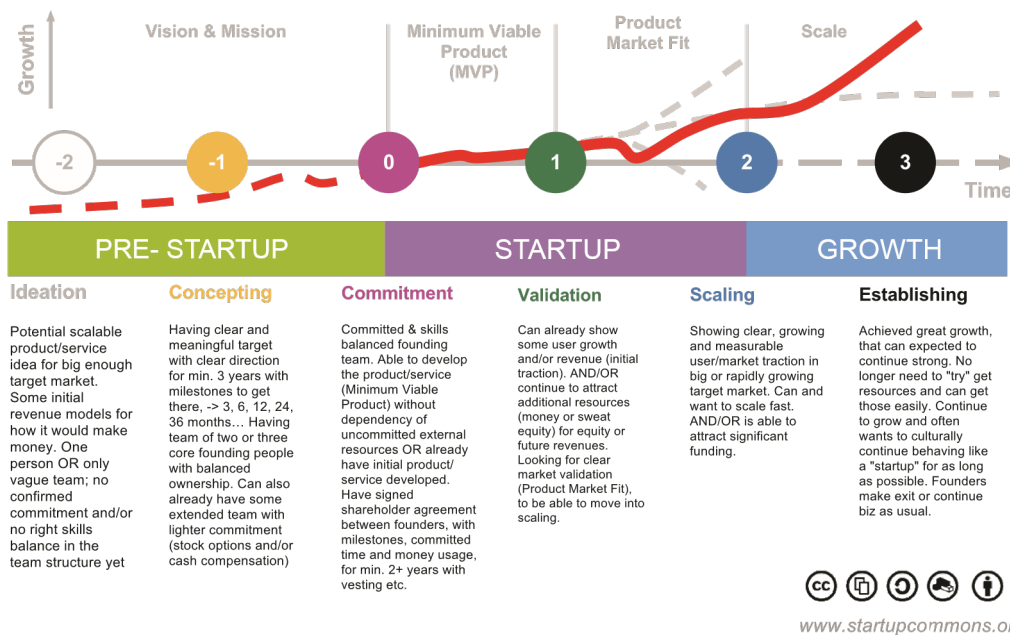 Growth
Vision & Mission
Minimum Viable
Product
(MVP)
Product
Market Fit
Scale
-2
-1
0
1
2
3
Time
PRE- STARTUP
STARTUP
GROWTH
Ideation
Potential scalable
product/service
idea for big enough
target market.
Some initial
revenue models for
how it would make
money. One
person OR only
vague team; no
confirmed
commitment and/or
no right skills
balance in the
team structure yet
Concepting
Having clear and
meaningful target
with clear direction
for min. 3 years with
milestones to get
there, -> 3, 6, 12, 24,
36 months... Having
team of two or three
core founding people
with balanced
ownership. Can also
already have some
extended team with
lighter commitment
(stock options and/or
cash compensation)
Commitment
Committed & skills
balanced founding
team. Able to develop
the product/service
(Minimum Viable
Product) without
dependency of
uncommitted external
resources OR already
have initial product/
service developed.
Have signed
shareholder agreement
between founders, with
milestones, committed
time and money usage,
for min. 2+ years with
vesting etc.
Validation
Can already show
some user growth
and/or revenue (initial
traction). AND/OR
continue to attract
additional resources
(money or sweat
equity) for equity or
future revenues.
Looking for clear
market validation
(Product Market Fit),
to be able to move into
scaling.
Scaling
Showing clear, growing
and measurable
user/market traction in
big or rapidly growing
target market. Can and
want to scale fast.
AND/OR is able to
attract significant
funding.
Establishing
Achieved great growth,
that can expected to
continue strong. No
longer need to "try" get
resources and can get
those easily. Continue
to grow and often
wants to culturally
continue behaving like
a "startup" for as long
as possible. Founders
make exit or continue
biz as usual.
cc
www.startupcommons.o